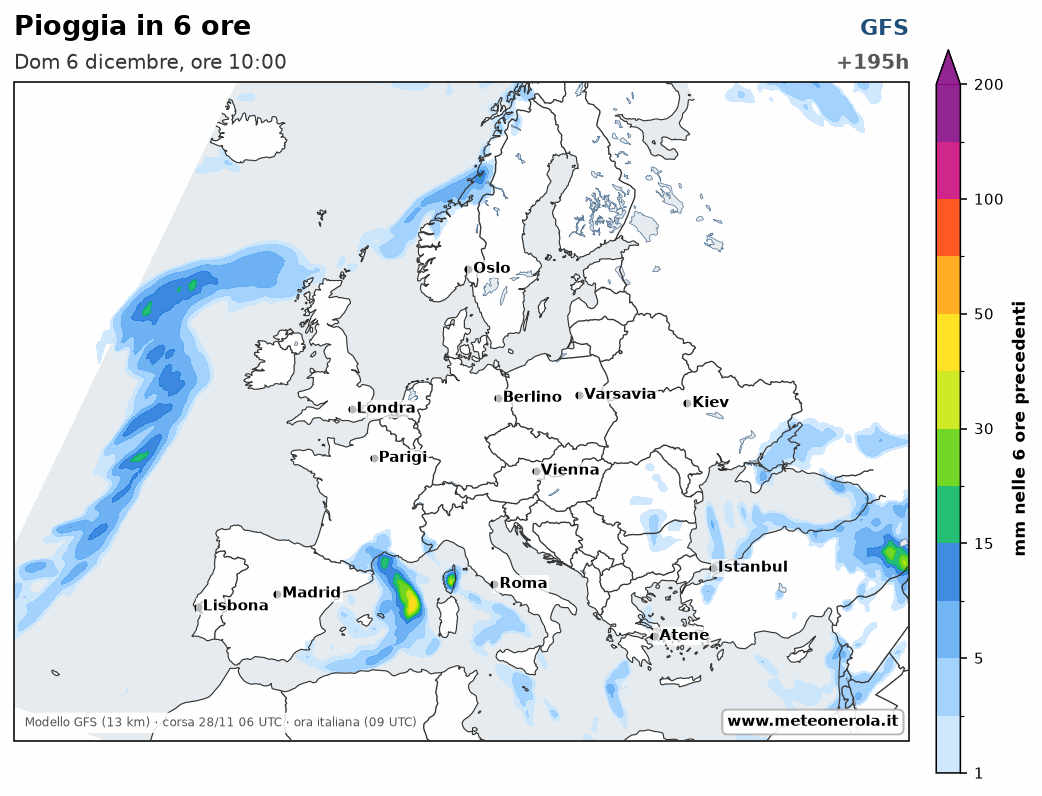 Pioggia in 6 ore
GFS
Dom 6 dicembre, ore 10:00
+195h
200
100
50
30
15
5
1
mm nelle 6 ore precedenti
Oslo
Berlino
Varsavia
Kiev
Londra
Parigi
Vienna
Istanbul
Madrid
Roma
Lisbona
Atene
Modello GFS (13 km) · corsa 28/11 06 UTC · ora italiana (09 UTC)
www.meteonerola.it